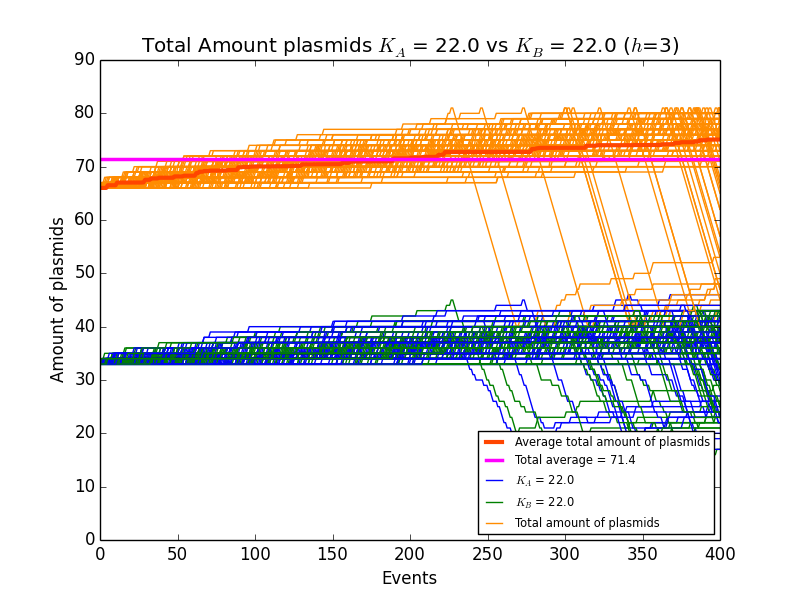 Total Amount plasmids K_A = 22.0 vs K_B = 22.0 (h=3)
90
80
70
60
50
40
30
20
10
0
Amount of plasmids
Average total amount of plasmids
Total average = 71.4
K_A = 22.0
K_B = 22.0
Total amount of plasmids
0 50 100 150 200 250 300 350 400
Events